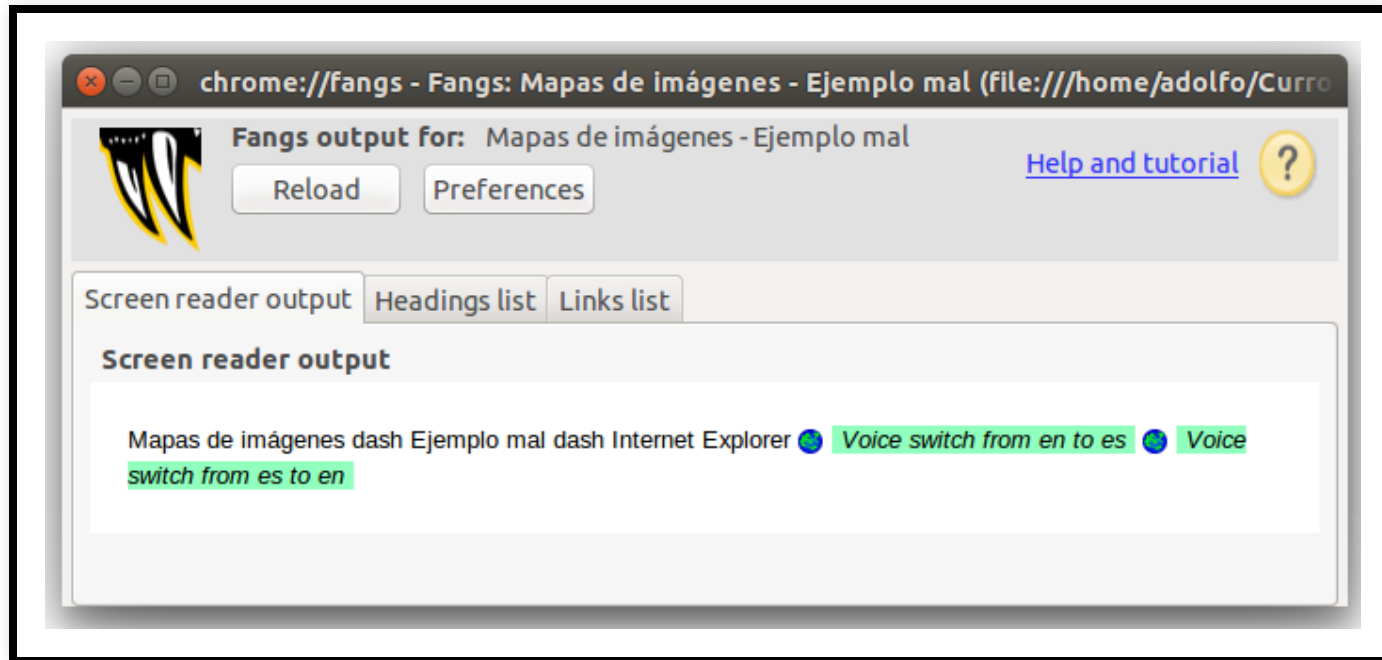 chrome://fangs - Fangs: Mapas de imágenes - Ejemplo mal (file:///home/adolfo/Curro
Fangs output for: Mapas de imágenes - Ejemplo mal
Help and tutorial ?
Reload Preferences
Screen reader output Headings list Links list
Screen reader output
Mapas de imágenes dash Ejemplo mal dash Internet Explorer Voice switch from en to es Voice
switch from es to en